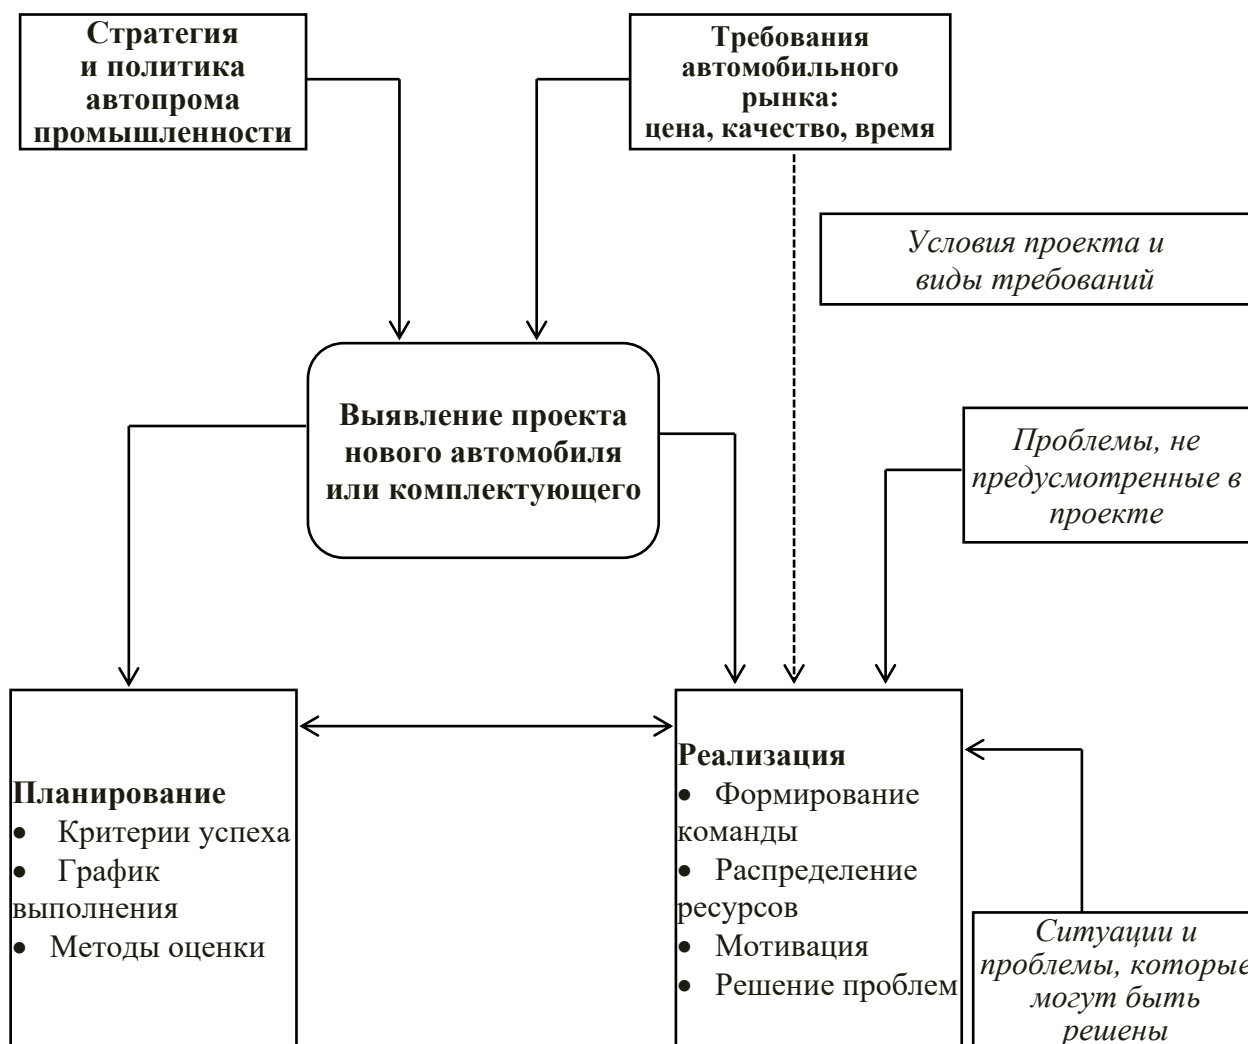 Стратегия
и политика
автопрома
промышленности
Требования
автомобильного
рынка:
цена, качество, время
Условия проекта и
виды требований
Выявление проекта
нового автомобиля
или комплектующего
Проблемы, не
предусмотренные в
проекте
Планирование
• Критерии успеха
• График
выполнения
• Методы оценки
Реализация
• Формирование
команды
• Распределение
ресурсов
• Мотивация
• Решение проблем
Ситуации и
проблемы, которые
могут быть
решены